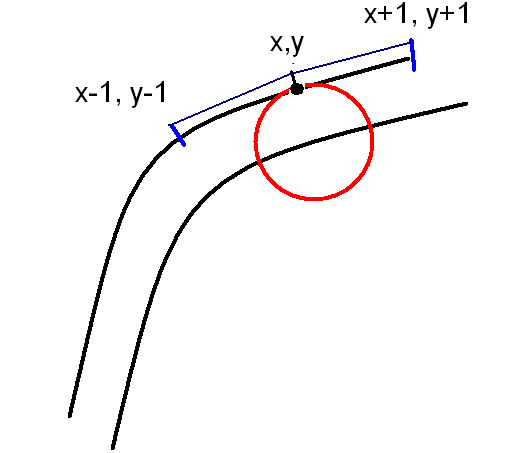 x+1, y+1
x,y
x-1, y-1